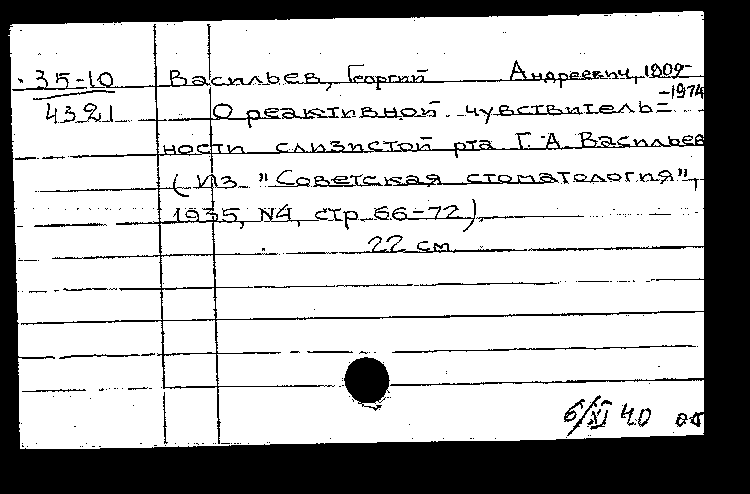 35-10 Васильев, Георгий Андреевич, 1909-
-1974
4321 О реактивной чувствитель=
ности слизистой рта Г. А. Васильев
(Из "Советская стоматология",
1935, N4, стр 66-72).
22 см
6/XI 40